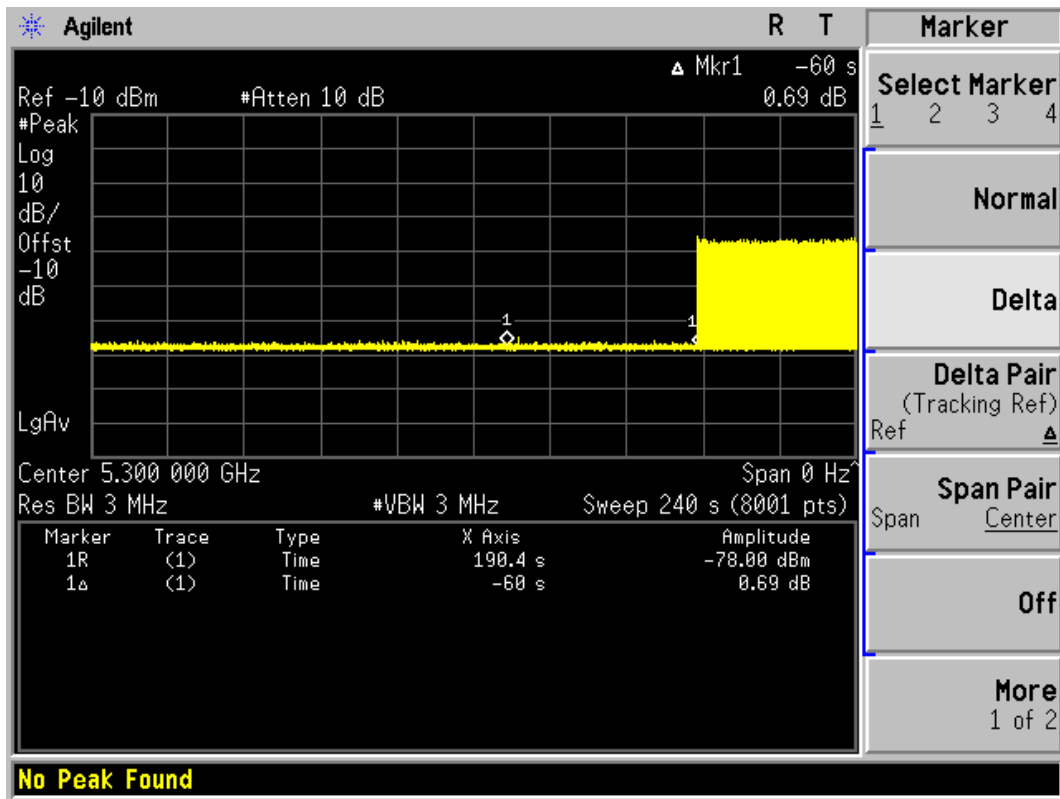 Agilent R T Marker
Δ Mkr1 -60 s
Ref -10 dBm #Atten 10 dB 0.69 dB
#Peak
Log
10
dB/
Offst
-10
dB
1 1
LgAv
Center 5.300 000 GHz Span 0 Hz^
Res BW 3 MHz #VBW 3 MHz Sweep 240 s (8001 pts)
Marker Trace Type X Axis Amplitude
1R (1) Time 190.4 s -78.00 dBm
1Δ (1) Time -60 s 0.69 dB
Select Marker
1 2 3 4
Normal
Delta
Delta Pair
(Tracking Ref)
Ref Δ
Span Pair
Span Center
Off
More
1 of 2
No Peak Found